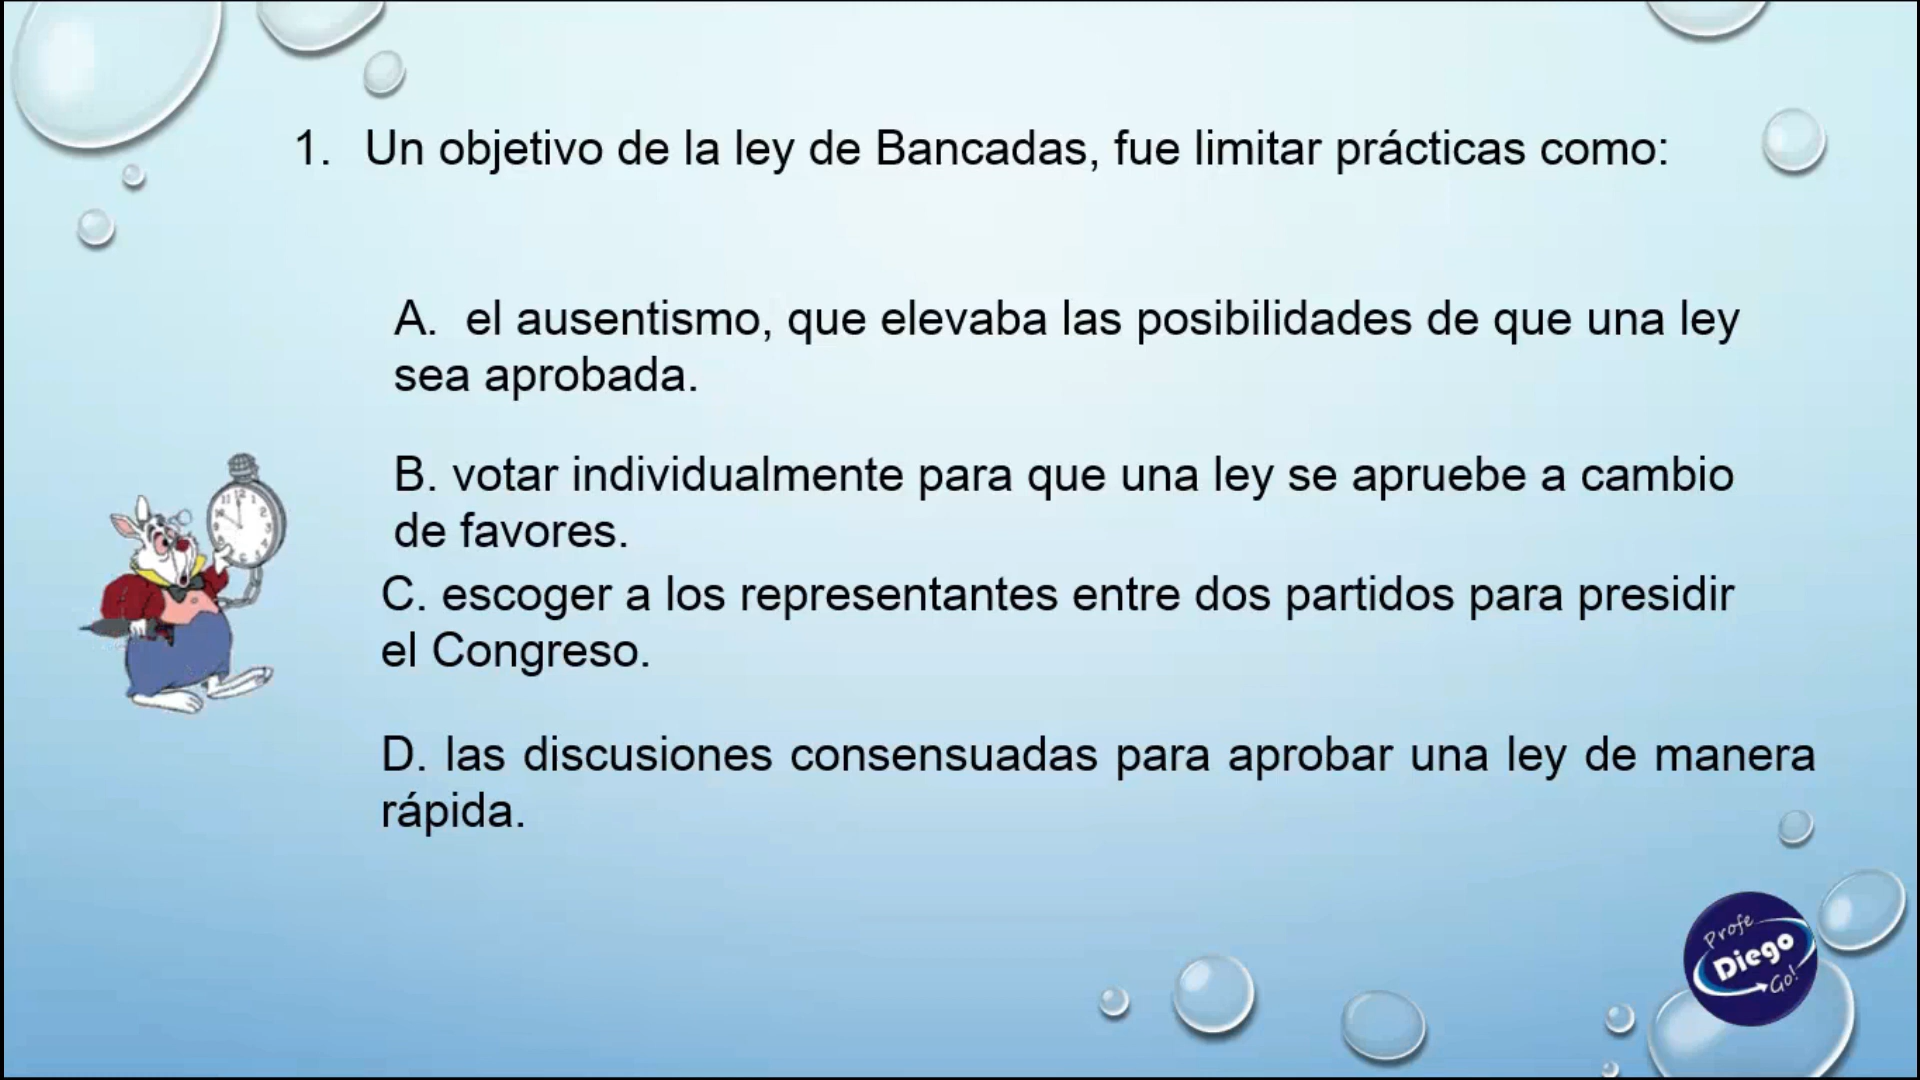 1. Un objetivo de la ley de Bancadas, fue limitar prácticas como:
A. el ausentismo, que elevaba las posibilidades de que una ley
sea aprobada.
B. votar individualmente para que una ley se apruebe a cambio
de favores.
C. escoger a los representantes entre dos partidos para presidir
el Congreso.
D. las discusiones consensuadas para aprobar una ley de manera
rápida.
Profe
Diego
Go!